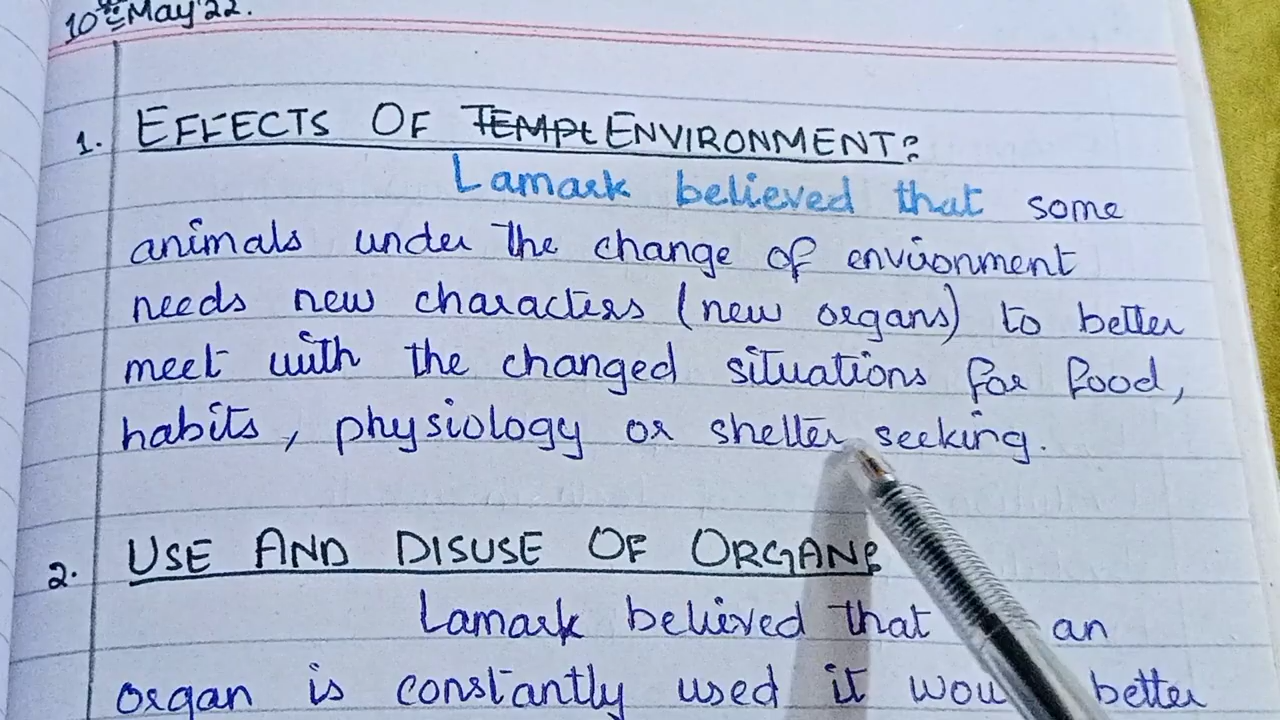 10th May'22.
1. EFFECTS OF TEMPt ENVIRONMENT:
Lamark believed that some
animals under the change of environment
needs new characters (new organs) to better
meet with the changed situations for food,
habits, physiology or shelter seeking.
2. USE AND DISUSE OF ORGAN:
Lamark believed that an
organ is constantly used it better